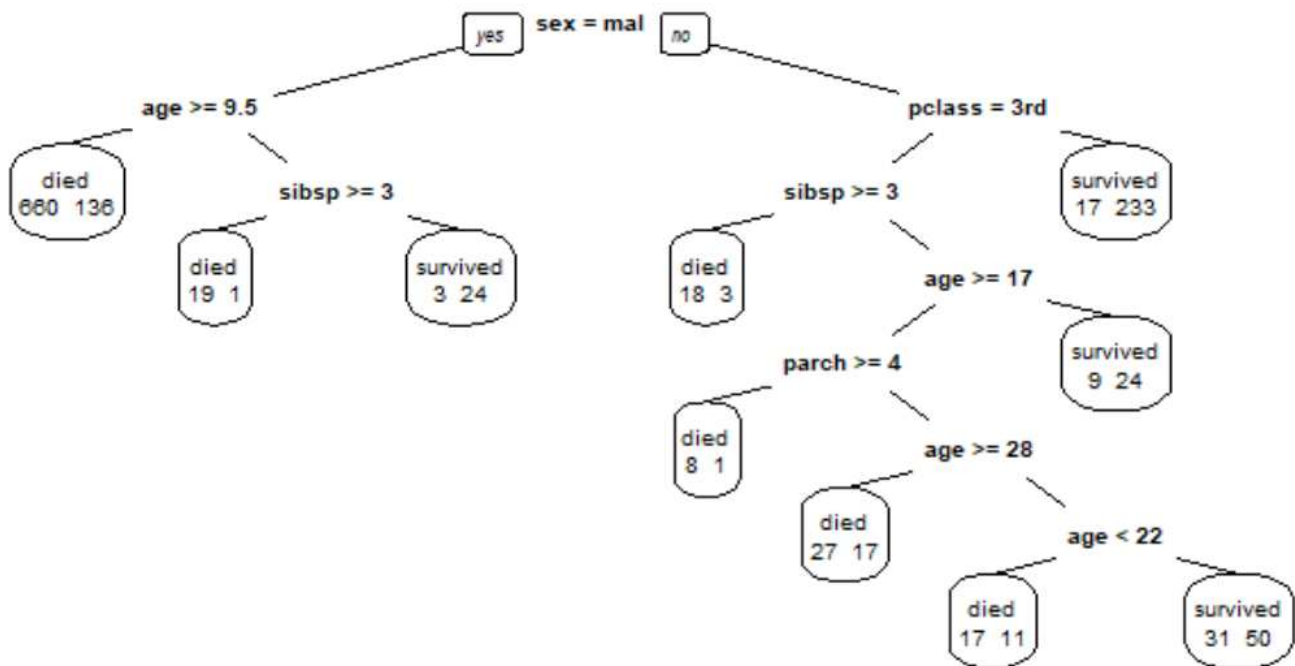 yes sex = mal no
age >= 9.5
pclass = 3rd
died
660 136
sibsp >= 3
sibsp >= 3
survived
17 233
died
19 1
survived
3 24
died
18 3
age >= 17
parch >= 4
survived
9 24
died
8 1
age >= 28
died
27 17
age < 22
died
17 11
survived
31 50